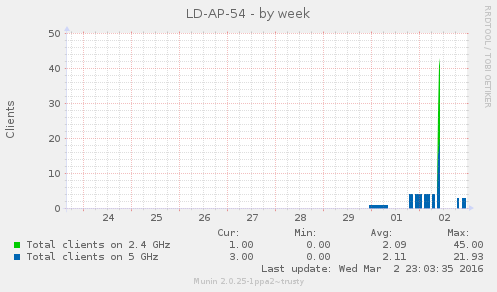 LD-AP-54 - by week
RRDTOOL / TOBI OETIKER
Clients
50
40
30
20
10
0
24 25 26 27 28 29 01 02
Cur: Min: Avg: Max:
Total clients on 2.4 GHz 1.00 0.00 2.09 45.00
Total clients on 5 GHz 3.00 0.00 2.11 21.93
Last update: Wed Mar 2 23:03:35 2016
Munin 2.0.25-1ppa2~trusty